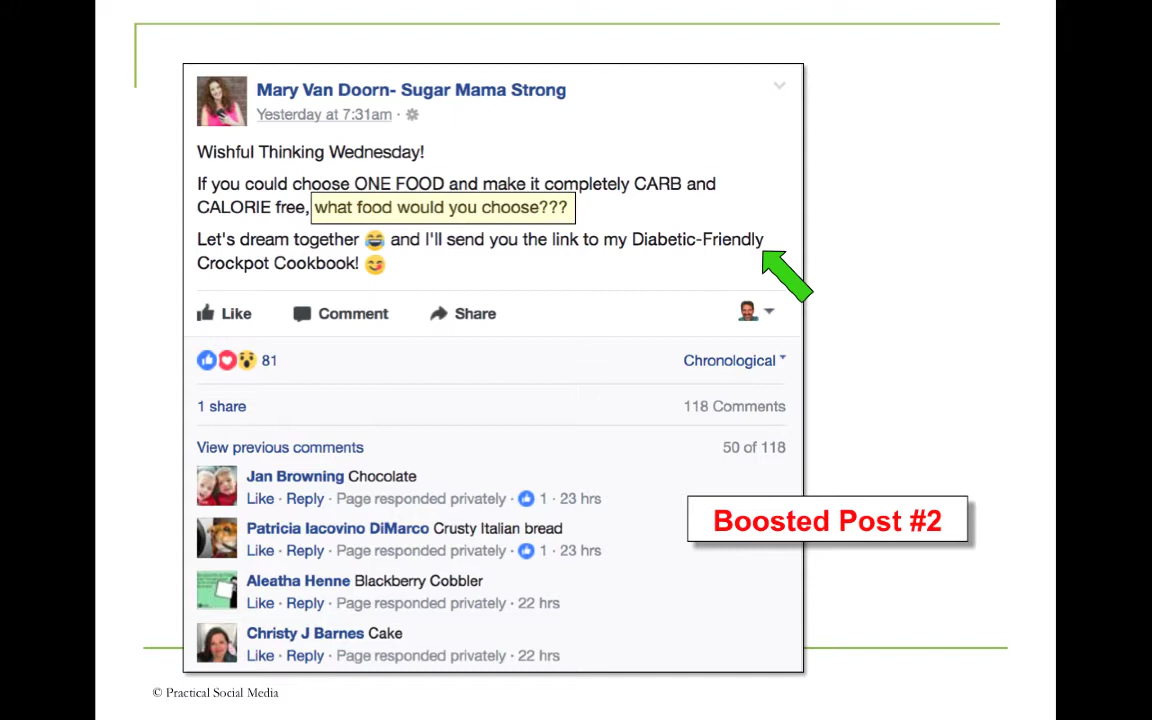 Mary Van Doorn- Sugar Mama Strong
Yesterday at 7:31am ·
Wishful Thinking Wednesday!
If you could choose ONE FOOD and make it completely CARB and
CALORIE free, what food would you choose???
Let's dream together 😂 and I'll send you the link to my Diabetic-Friendly
Crockpot Cookbook! 😋
Like Comment Share
81 Chronological
1 share 118 Comments
View previous comments 50 of 118
Jan Browning Chocolate
Like · Reply · Page responded privately · 1 · 23 hrs
Boosted Post #2
Patricia Iacovino DiMarco Crusty Italian bread
Like · Reply · Page responded privately · 1 · 23 hrs
Aleatha Henne Blackberry Cobbler
Like · Reply · Page responded privately · 22 hrs
Christy J Barnes Cake
Like · Reply · Page responded privately · 22 hrs
© Practical Social Media